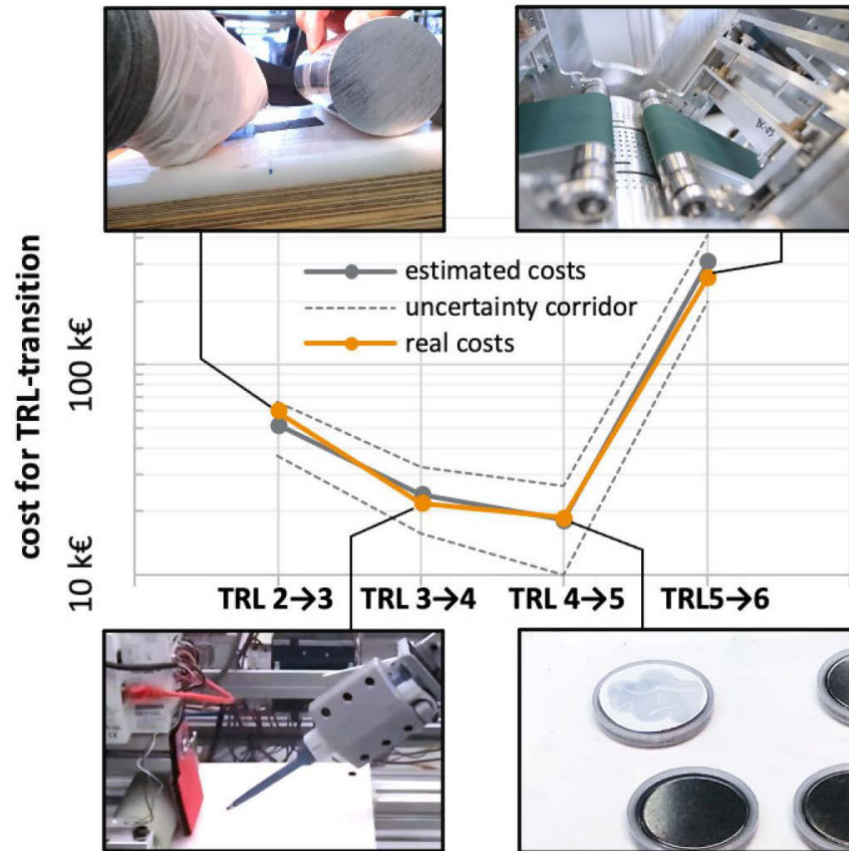 estimated costs
uncertainty corridor
real costs
cost for TRL-transition
100 k€
10 k€
TRL 2→3 TRL 3→4 TRL 4→5 TRL5→6